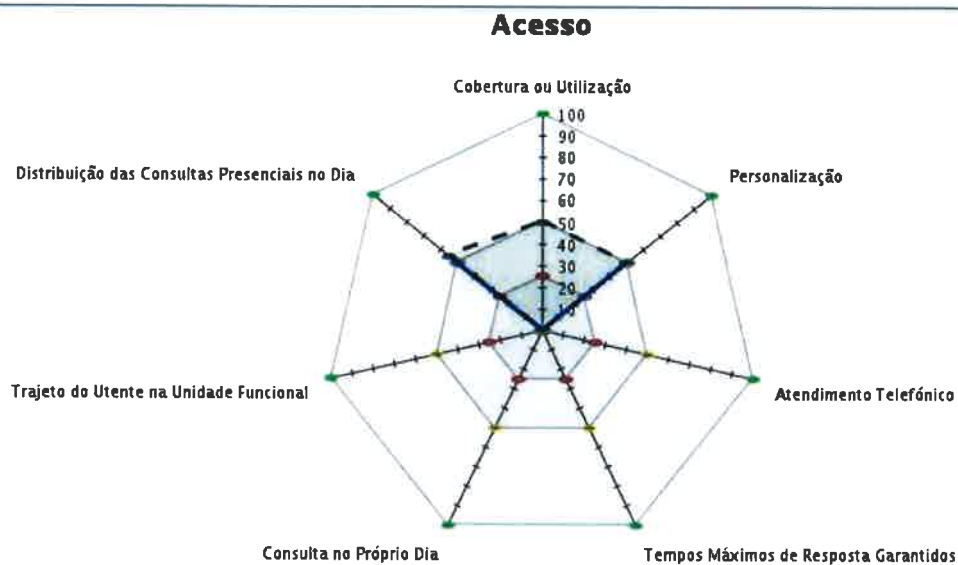 Acesso
Cobertura ou Utilização
100
90
80
70
60
50
40
30
20
10
Distribuição das Consultas Presenciais no Dia
Personalização
Trajeto do Utente na Unidade Funcional
Atendimento Telefónico
Consulta no Próprio Dia
Tempos Máximos de Resposta Garantidos